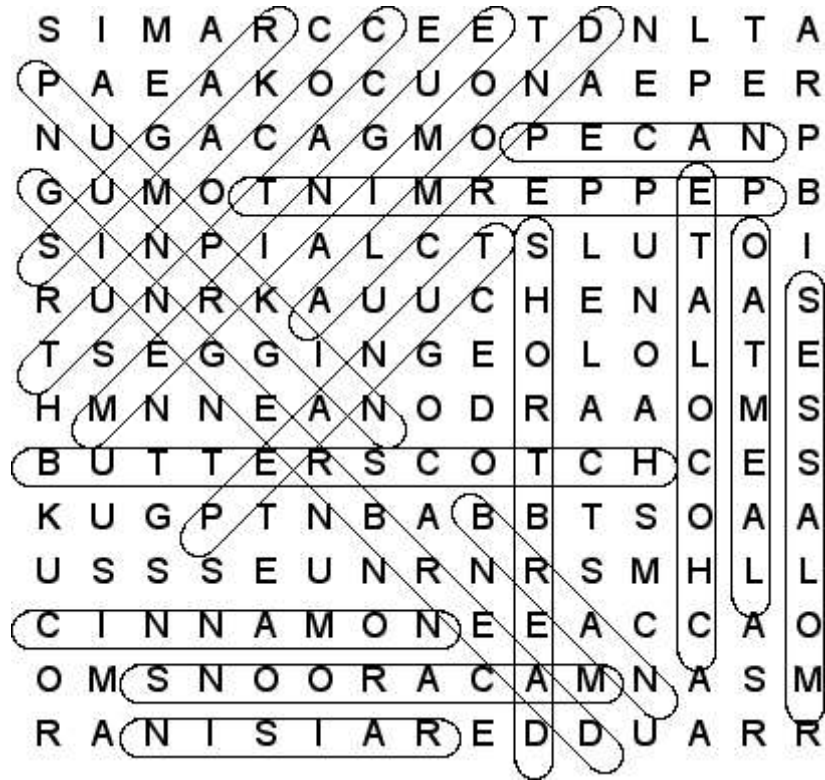 S I M A R C C E E T D N L T A
P A E A K O C U O N A E P E R
N U G A C A G M O P E C A N P
G U M O T N I M R E P P E P B
S I N P I A L C T S L U T O I
R U N R K A U U C H E N A A S
T S E G G I N G E O L O L T E
H M N N E A N O D R A A O M S
B U T T E R S C O T C H C E S
K U G P T N B A B B T S O A A
U S S S E U N R N R S M H L L
C I N N A M O N E E A C C A O
O M S N O O R A C A M N A S M
R A N I S I A R E D D U A R R